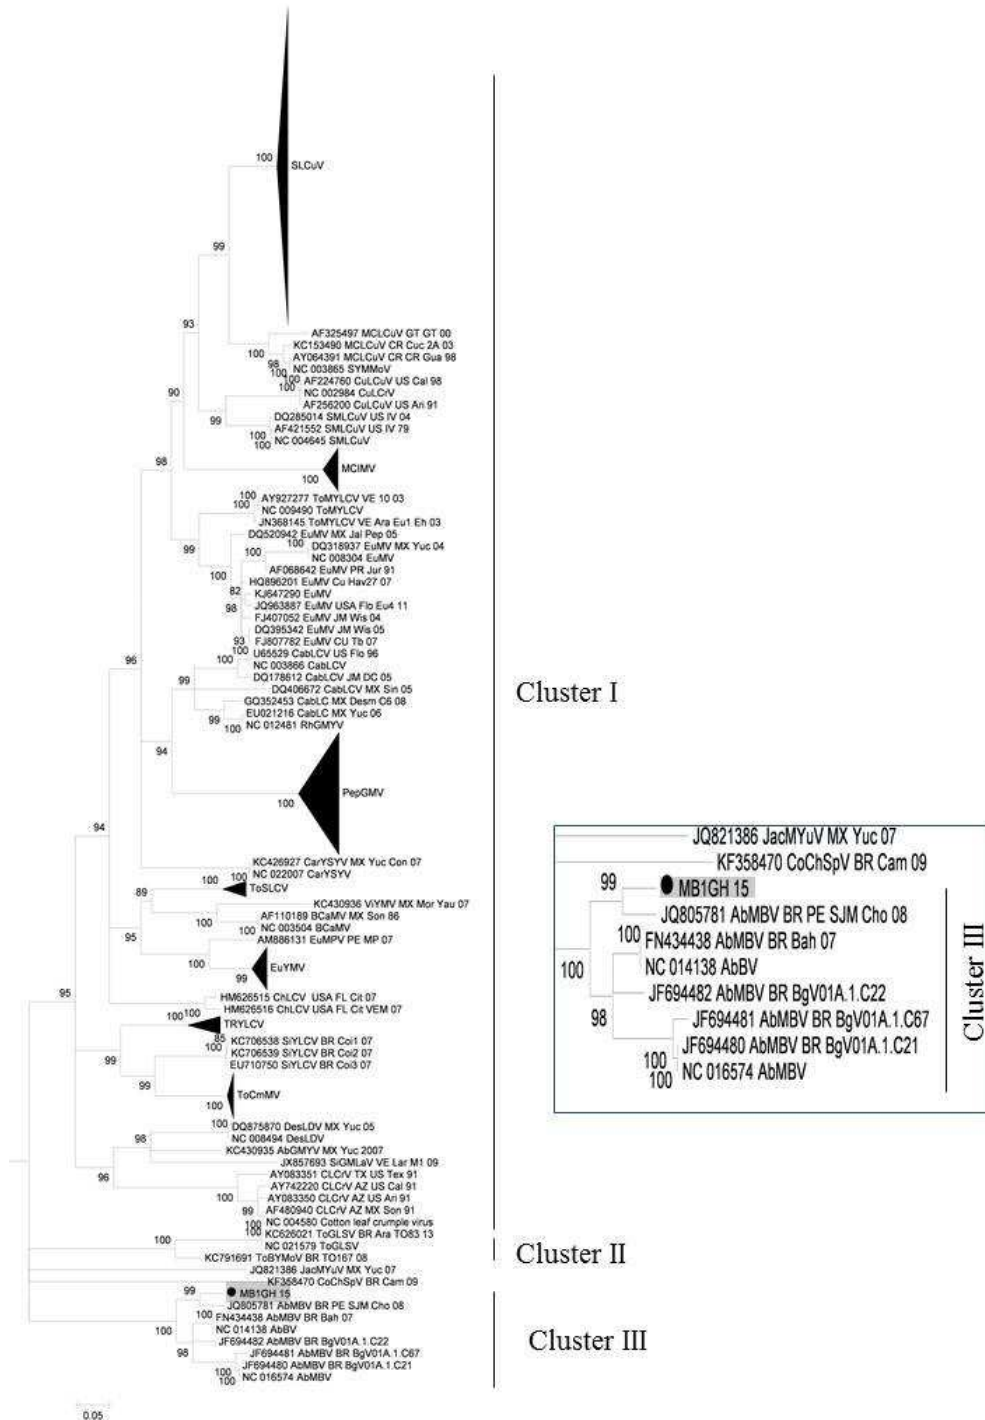 100
SLCuV
99
93
AF325497 MCLCuV GT GT 00
KC153490 MCLCuV CR Cuc 2A 03
100
AY064391 MCLCuV CR CR Gua 98
98
NC 003865 SYMMoV
100
100
AF224760 CuLCuV US Cal 98
90
NC 002984 CuLCrV
AF256200 CuLCuV US Ari 91
99
DQ285014 SMLCuV US IV 04
AF421552 SMLCuV US IV 79
100
NC 004645 SMLCuV
100
98
MCIMV
100
100
AY927277 ToMYLCV VE 10 03
100
NC 009490 ToMYLCV
JN368145 ToMYLCV VE Ara Eu1 Eh 03
DQ520942 EuMV MX Jal Pep 05
99
100
DQ318937 EuMV MX Yuc 04
NC 008304 EuMV
100
100
AF068642 EuMV PR Jur 91
HQ896201 EuMV Cu Hav27 07
82
KJ647290 EuMV
JQ963887 EuMV USA Flo Eu4 11
98
FJ407052 EuMV JM Wis 04
DQ395342 EuMV JM Wis 05
93
FJ807782 EuMV CU Tb 07
100
U65529 CabLCV US Flo 96
96
100
NC 003866 CabLCV
DQ178612 CabLCV JM DC 05
99
DQ406672 CabLCV MX Sin 05
Cluster I
GQ352453 CabLC MX Desm C6 08
EU021216 CabLC MX Yuc 06
99
100
NC 012481 RhGMYV
94
PepGMV
100
94
KC426927 CarYSYV MX Yuc Con 07
100
NC 022007 CarYSYV
100
ToSLCV
89
KC430936 ViYMV MX Mor Yau 07
AF110189 BCaMV MX Son 86
100
100
NC 003504 BCaMV
95
AM886131 EuMPV PE MP 07
100
EuYMV
99
95
HM626515 ChLCV USA FL Cit 07
100
HM626516 ChLCV USA FL Cit VEM 07
100
TRYLCV
85
KC706538 SiYLCV BR Coi1 07
99
KC706539 SiYLCV BR Coi2 07
100
EU710750 SiYLCV BR Coi3 07
99
ToCmMV
100
100
DQ875870 DesLDV MX Yuc 05
98
NC 008494 DesLDV
KC430935 AbGMYV MX Yuc 2007
JX857693 SiGMLaV VE Lar M1 09
96
AY083351 CLCrV TX US Tex 91
100
AY742220 CLCrV AZ US Cal 91
AY083350 CLCrV AZ US Ari 91
99
AF480940 CLCrV AZ MX Son 91
100
NC 004580 Cotton leaf crumple virus
100
KC626021 ToGLSV BR Ara TO83 13
100
NC 021579 ToGLSV
Cluster II
KC791691 ToBYMoV BR TO167 08
JQ821386 JacMYuV MX Yuc 07
KF358470 CoChSpV BR Cam 09
99
MB1GH 15
JQ805781 AbMBV BR PE SJM Cho 08
100
FN434438 AbMBV BR Bah 07
100
NC 014138 AbBV
Cluster III
JF694482 AbMBV BR BgV01A.1.C22
98
JF694481 AbMBV BR BgV01A.1.C67
JF694480 AbMBV BR BgV01A.1.C21
100
100
NC 016574 AbMBV
0.05
JQ821386 JacMYuV MX Yuc 07
KF358470 CoChSpV BR Cam 09
99
MB1GH 15
JQ805781 AbMBV BR PE SJM Cho 08
100
FN434438 AbMBV BR Bah 07
100
NC 014138 AbBV
JF694482 AbMBV BR BgV01A.1.C22
98
JF694481 AbMBV BR BgV01A.1.C67
JF694480 AbMBV BR BgV01A.1.C21
100
100
NC 016574 AbMBV
Cluster III